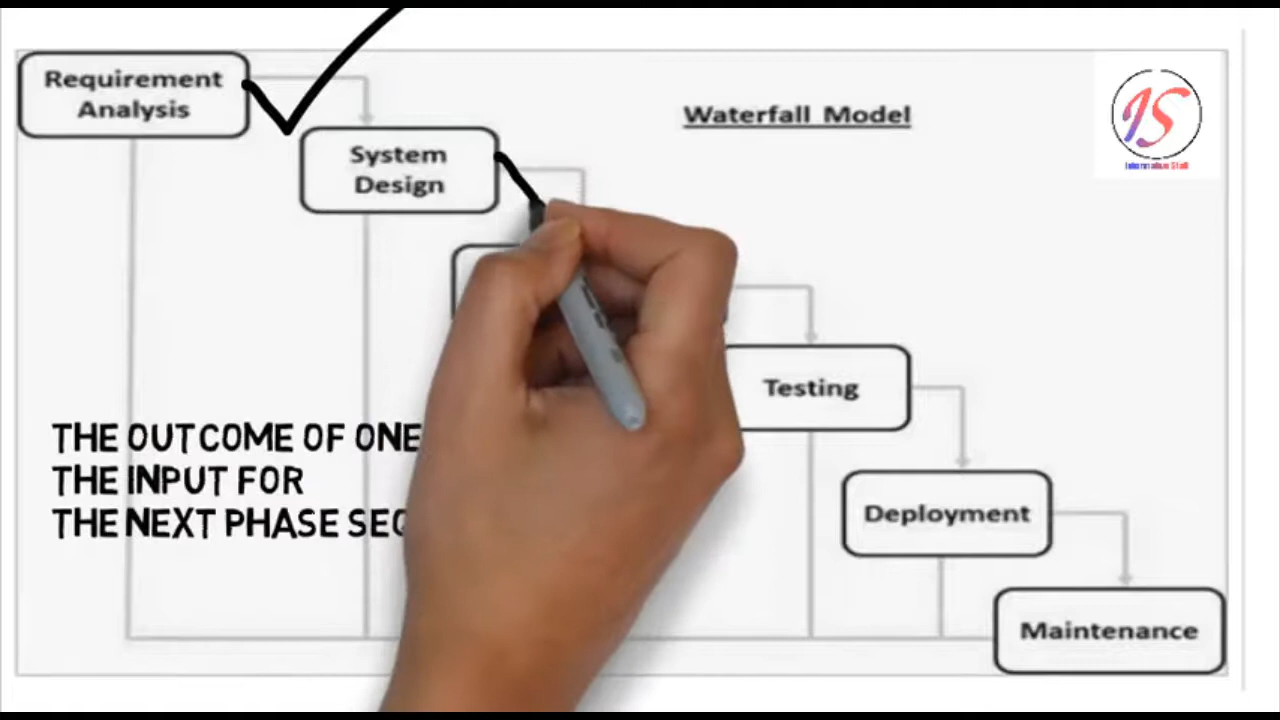 Requirement
Analysis
Waterfall Model
IS
System
Design
Testing
THE OUTCOME OF ONE
THE INPUT FOR
THE NEXT PHASE
Deployment
Maintenance